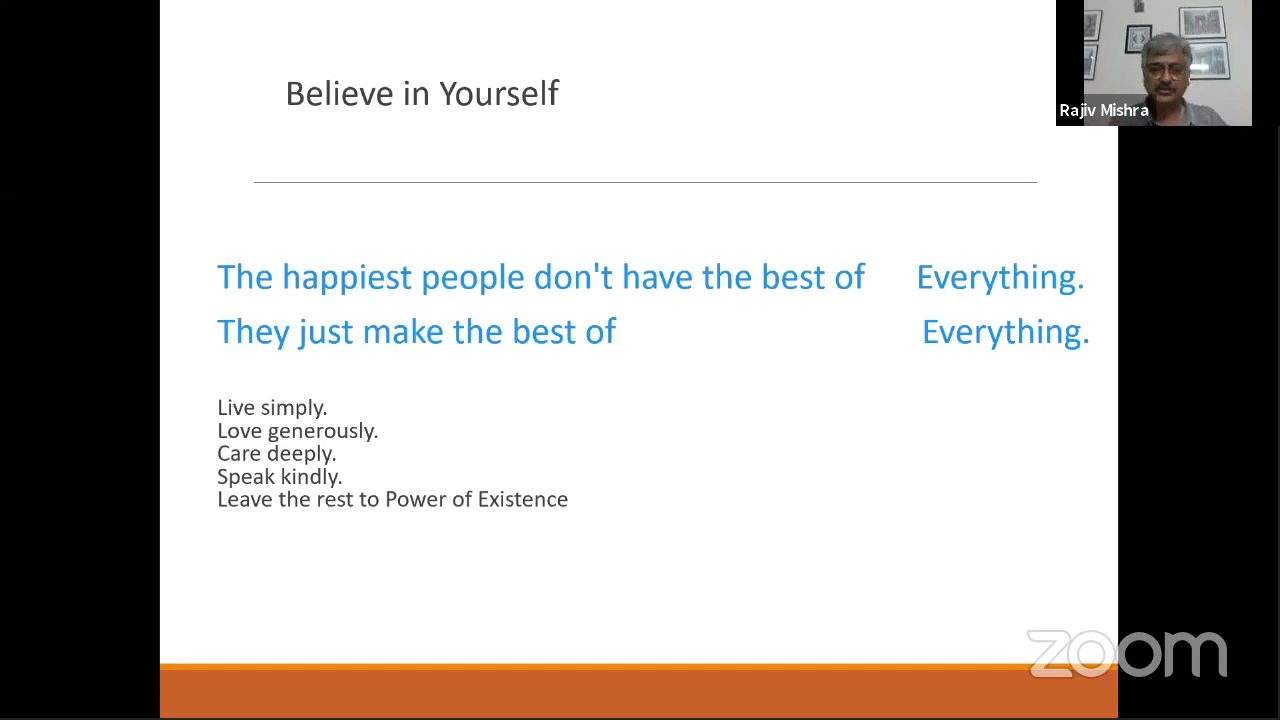 Believe in Yourself
Rajiv Mishra
The happiest people don't have the best of Everything.
They just make the best of Everything.
Live simply.
Love generously.
Care deeply.
Speak kindly.
Leave the rest to Power of Existence
zoom